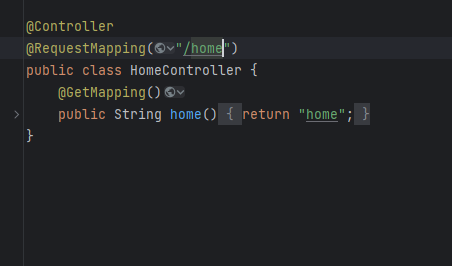 @Controller
@RequestMapping("/home")
public class HomeController {
@GetMapping()
public String home() { return "home"; }
}